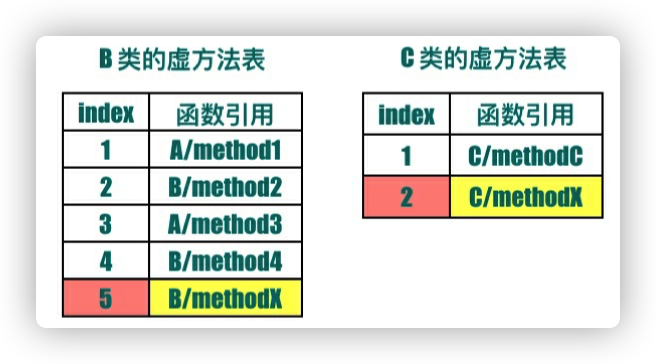 B 类的虚方法表
index 函数引用
1 A/method1
2 B/method2
3 A/method3
4 B/method4
5 B/methodX
C 类的虚方法表
index 函数引用
1 C/methodC
2 C/methodX